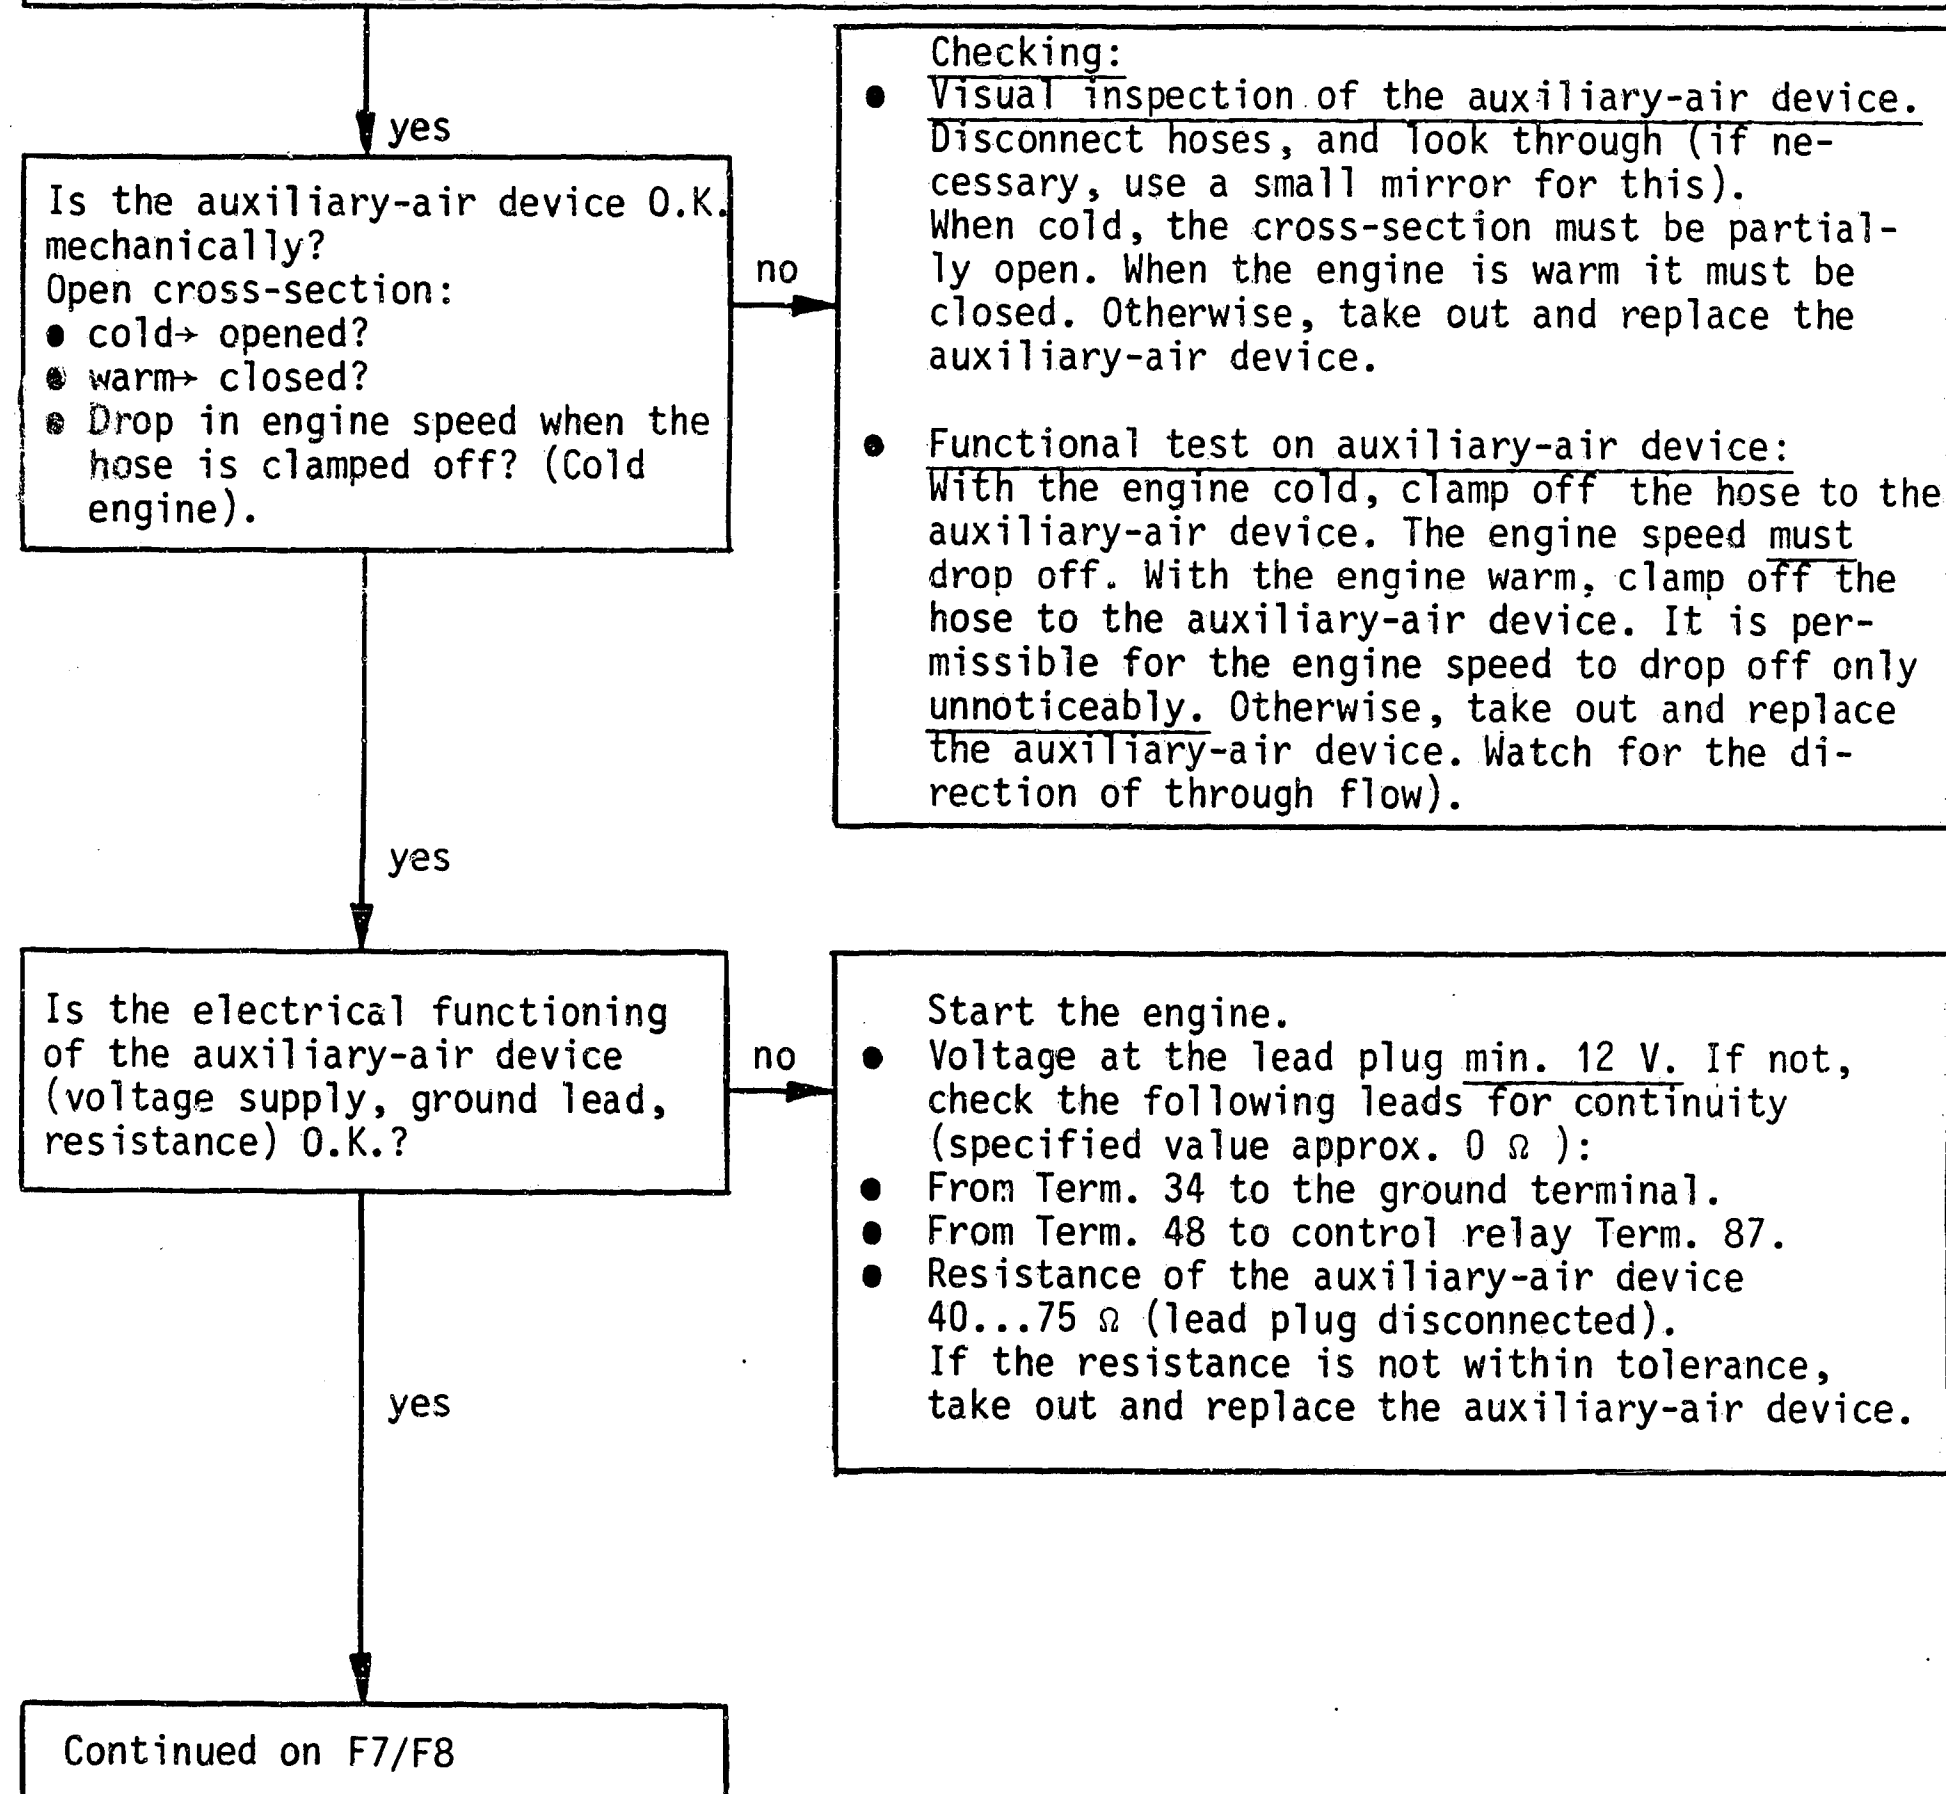 yes
Is the auxiliary-air device O.K.
mechanically?
Open cross-section:
● cold→ opened?
● warm→ closed?
● Drop in engine speed when the
hose is clamped off? (Cold
engine).
no
Checking:
● Visual inspection of the auxiliary-air device.
Disconnect hoses, and look through (if ne-
cessary, use a small mirror for this).
When cold, the cross-section must be partial-
ly open. When the engine is warm it must be
closed. Otherwise, take out and replace the
auxiliary-air device.
● Functional test on auxiliary-air device:
With the engine cold, clamp off the hose to the
auxiliary-air device. The engine speed must
drop off. With the engine warm, clamp off the
hose to the auxiliary-air device. It is per-
missible for the engine speed to drop off only
unnoticeably. Otherwise, take out and replace
the auxiliary-air device. Watch for the di-
rection of through flow).
yes
Is the electrical functioning
of the auxiliary-air device
(voltage supply, ground lead,
resistance) O.K.?
no
Start the engine.
● Voltage at the lead plug min. 12 V. If not,
check the following leads for continuity
(specified value approx. 0 Ω ):
● From Term. 34 to the ground terminal.
● From Term. 48 to control relay Term. 87.
● Resistance of the auxiliary-air device
40...75 Ω (lead plug disconnected).
If the resistance is not within tolerance,
take out and replace the auxiliary-air device.
yes
Continued on F7/F8